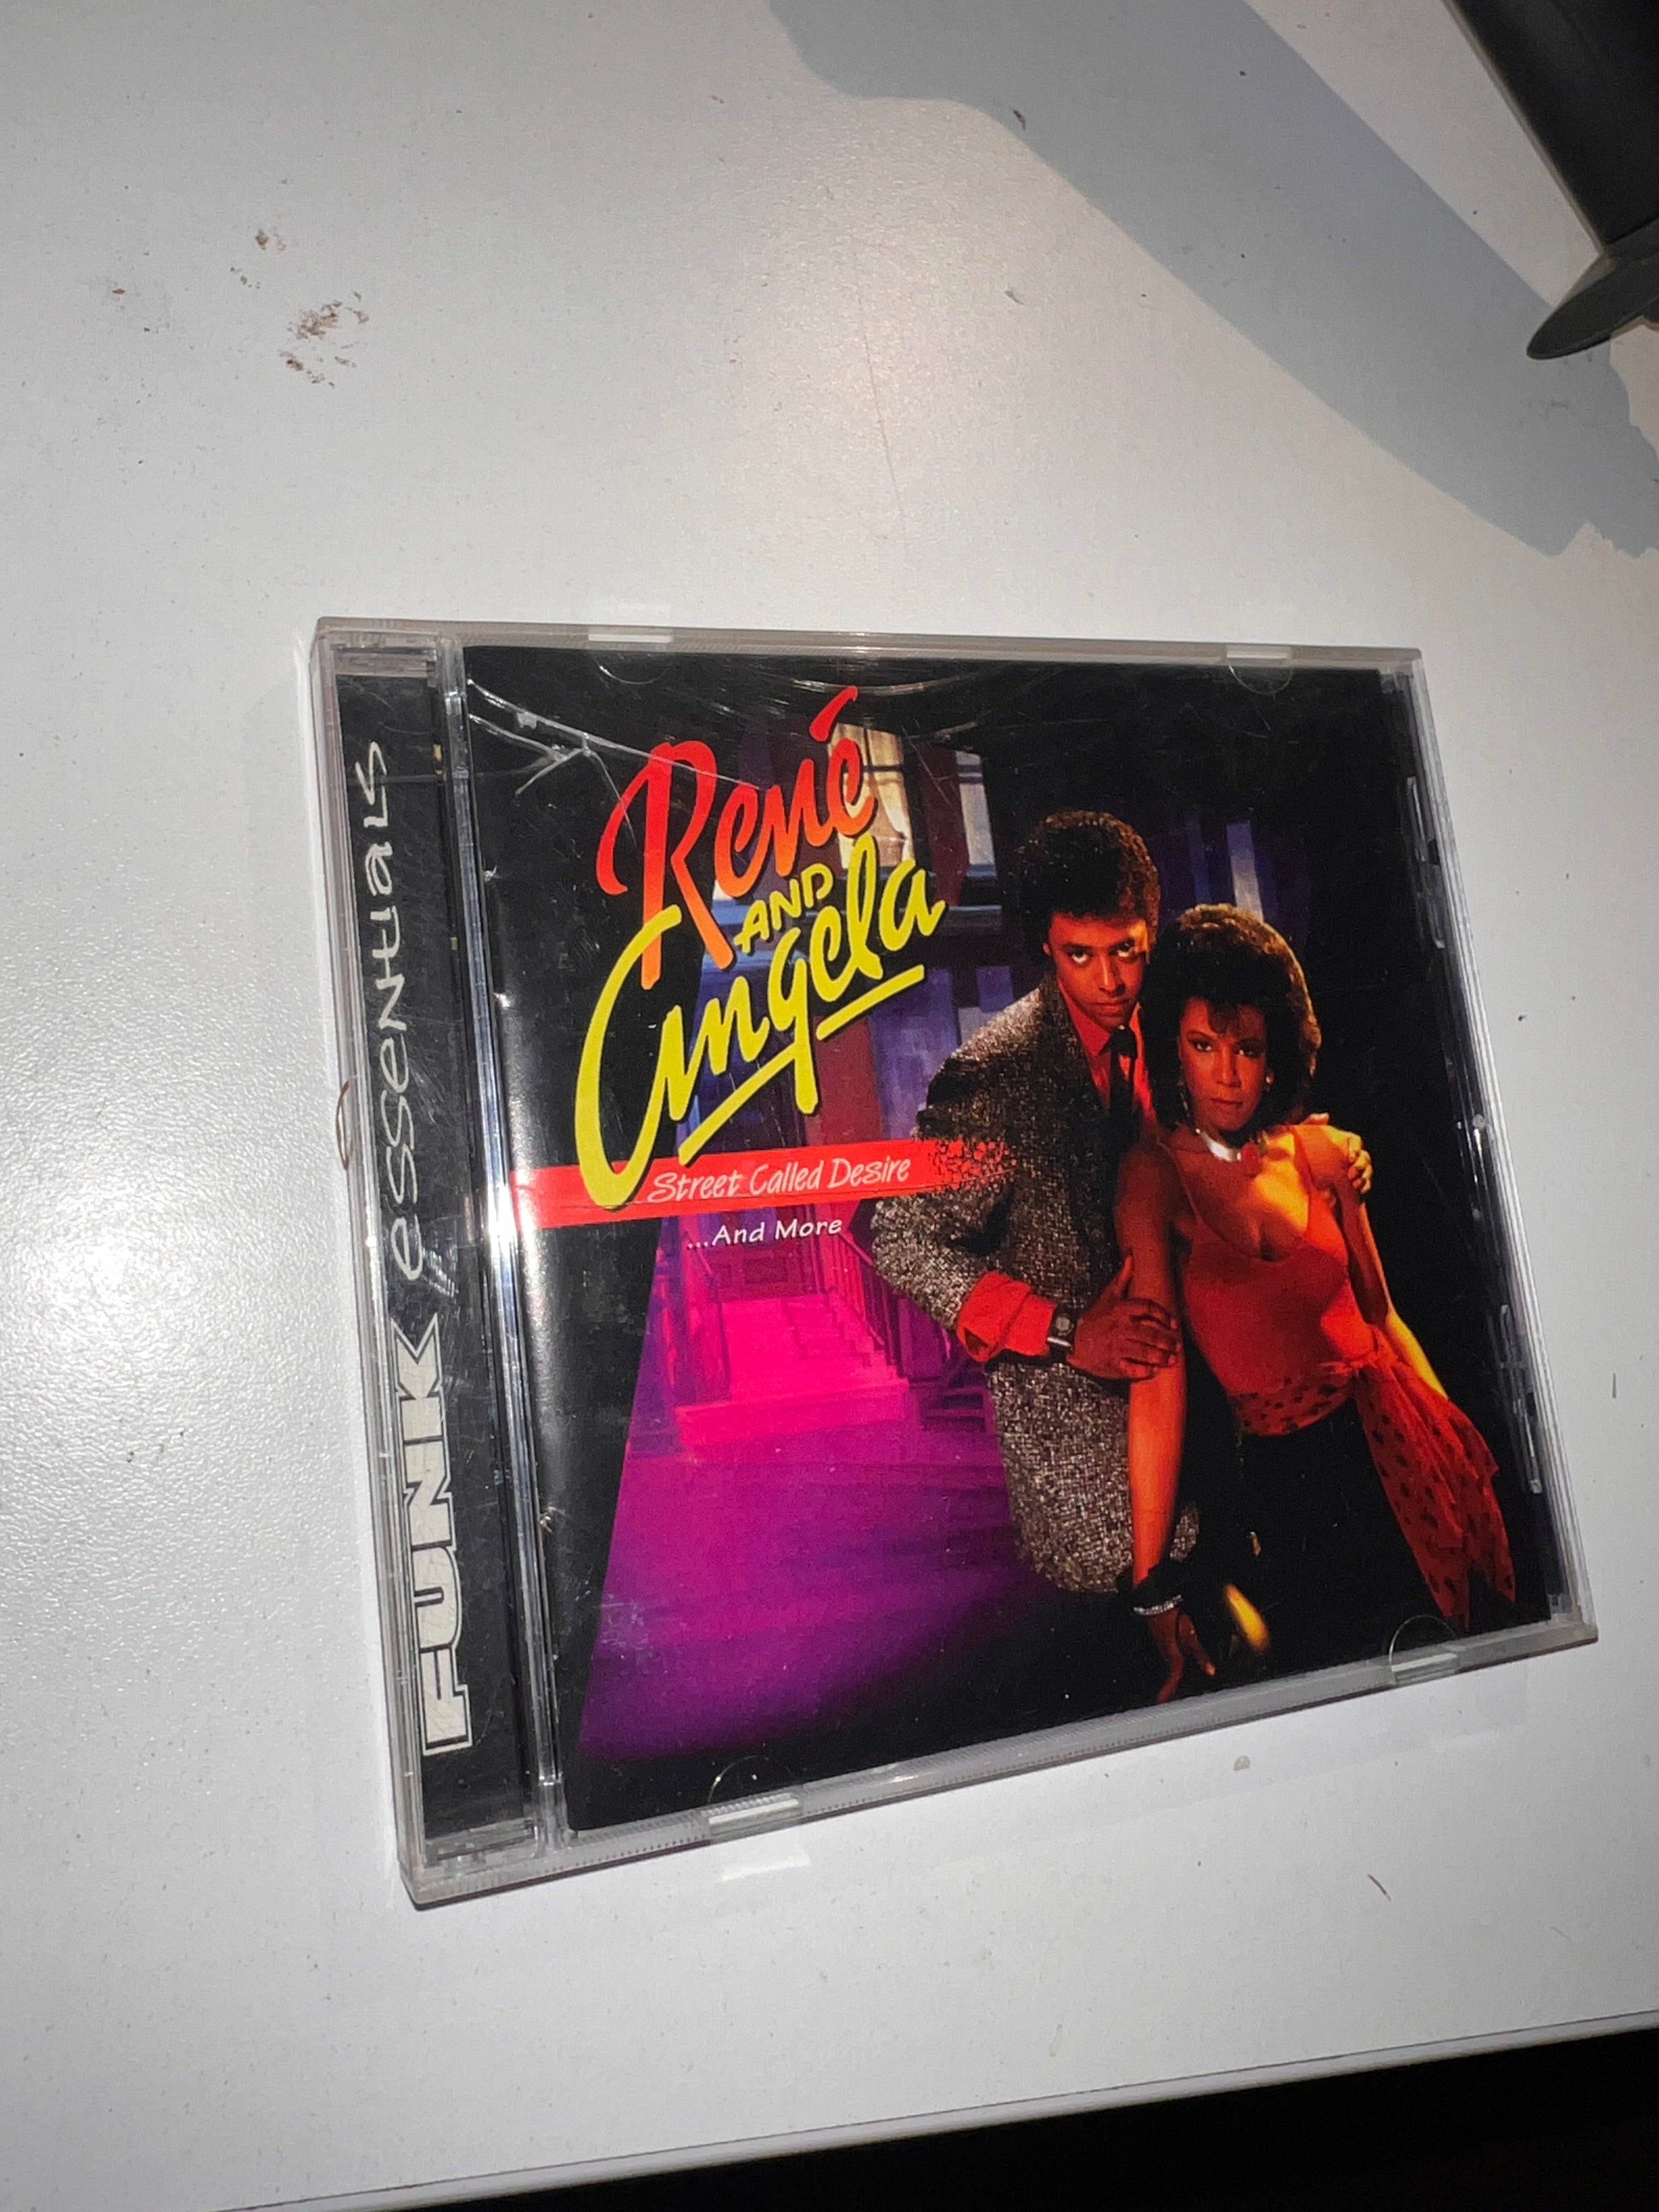 FUNK essentials
René
AND
Angela
Street Called Desire
...And More